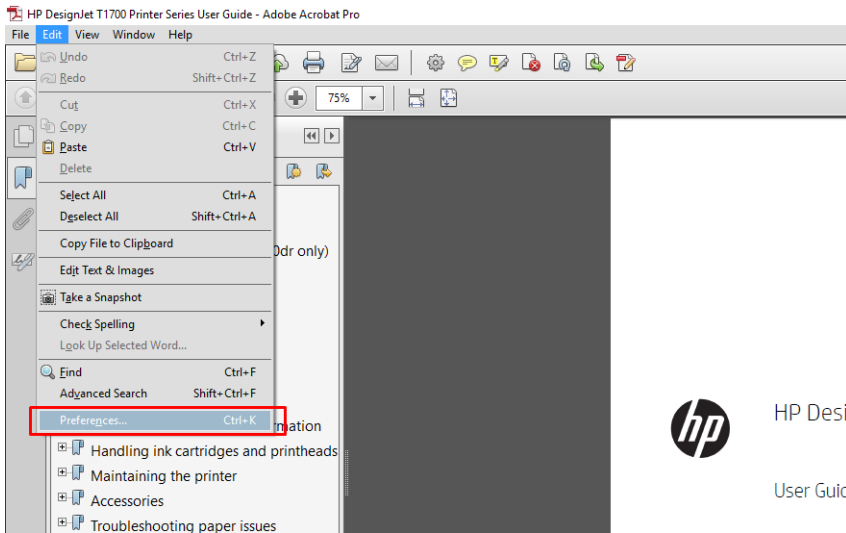 HP DesignJet T1700 Printer Series User Guide - Adobe Acrobat Pro
File Edit View Window Help
Undo Ctrl+Z
Redo Shift+Ctrl+Z
75%
Cut Ctrl+X
Copy Ctrl+C
Paste Ctrl+V
Delete
Select All Ctrl+A
Deselect All Shift+Ctrl+A
Copy File to Clipboard
0dr only)
Edit Text & Images
Take a Snapshot
Check Spelling
Look Up Selected Word...
Find Ctrl+F
Advanced Search Shift+Ctrl+F
Preferences... Ctrl+K
mation
Handling ink cartridges and printheads
Maintaining the printer
Accessories
Troubleshooting paper issues
hp
HP Desi
User Guid